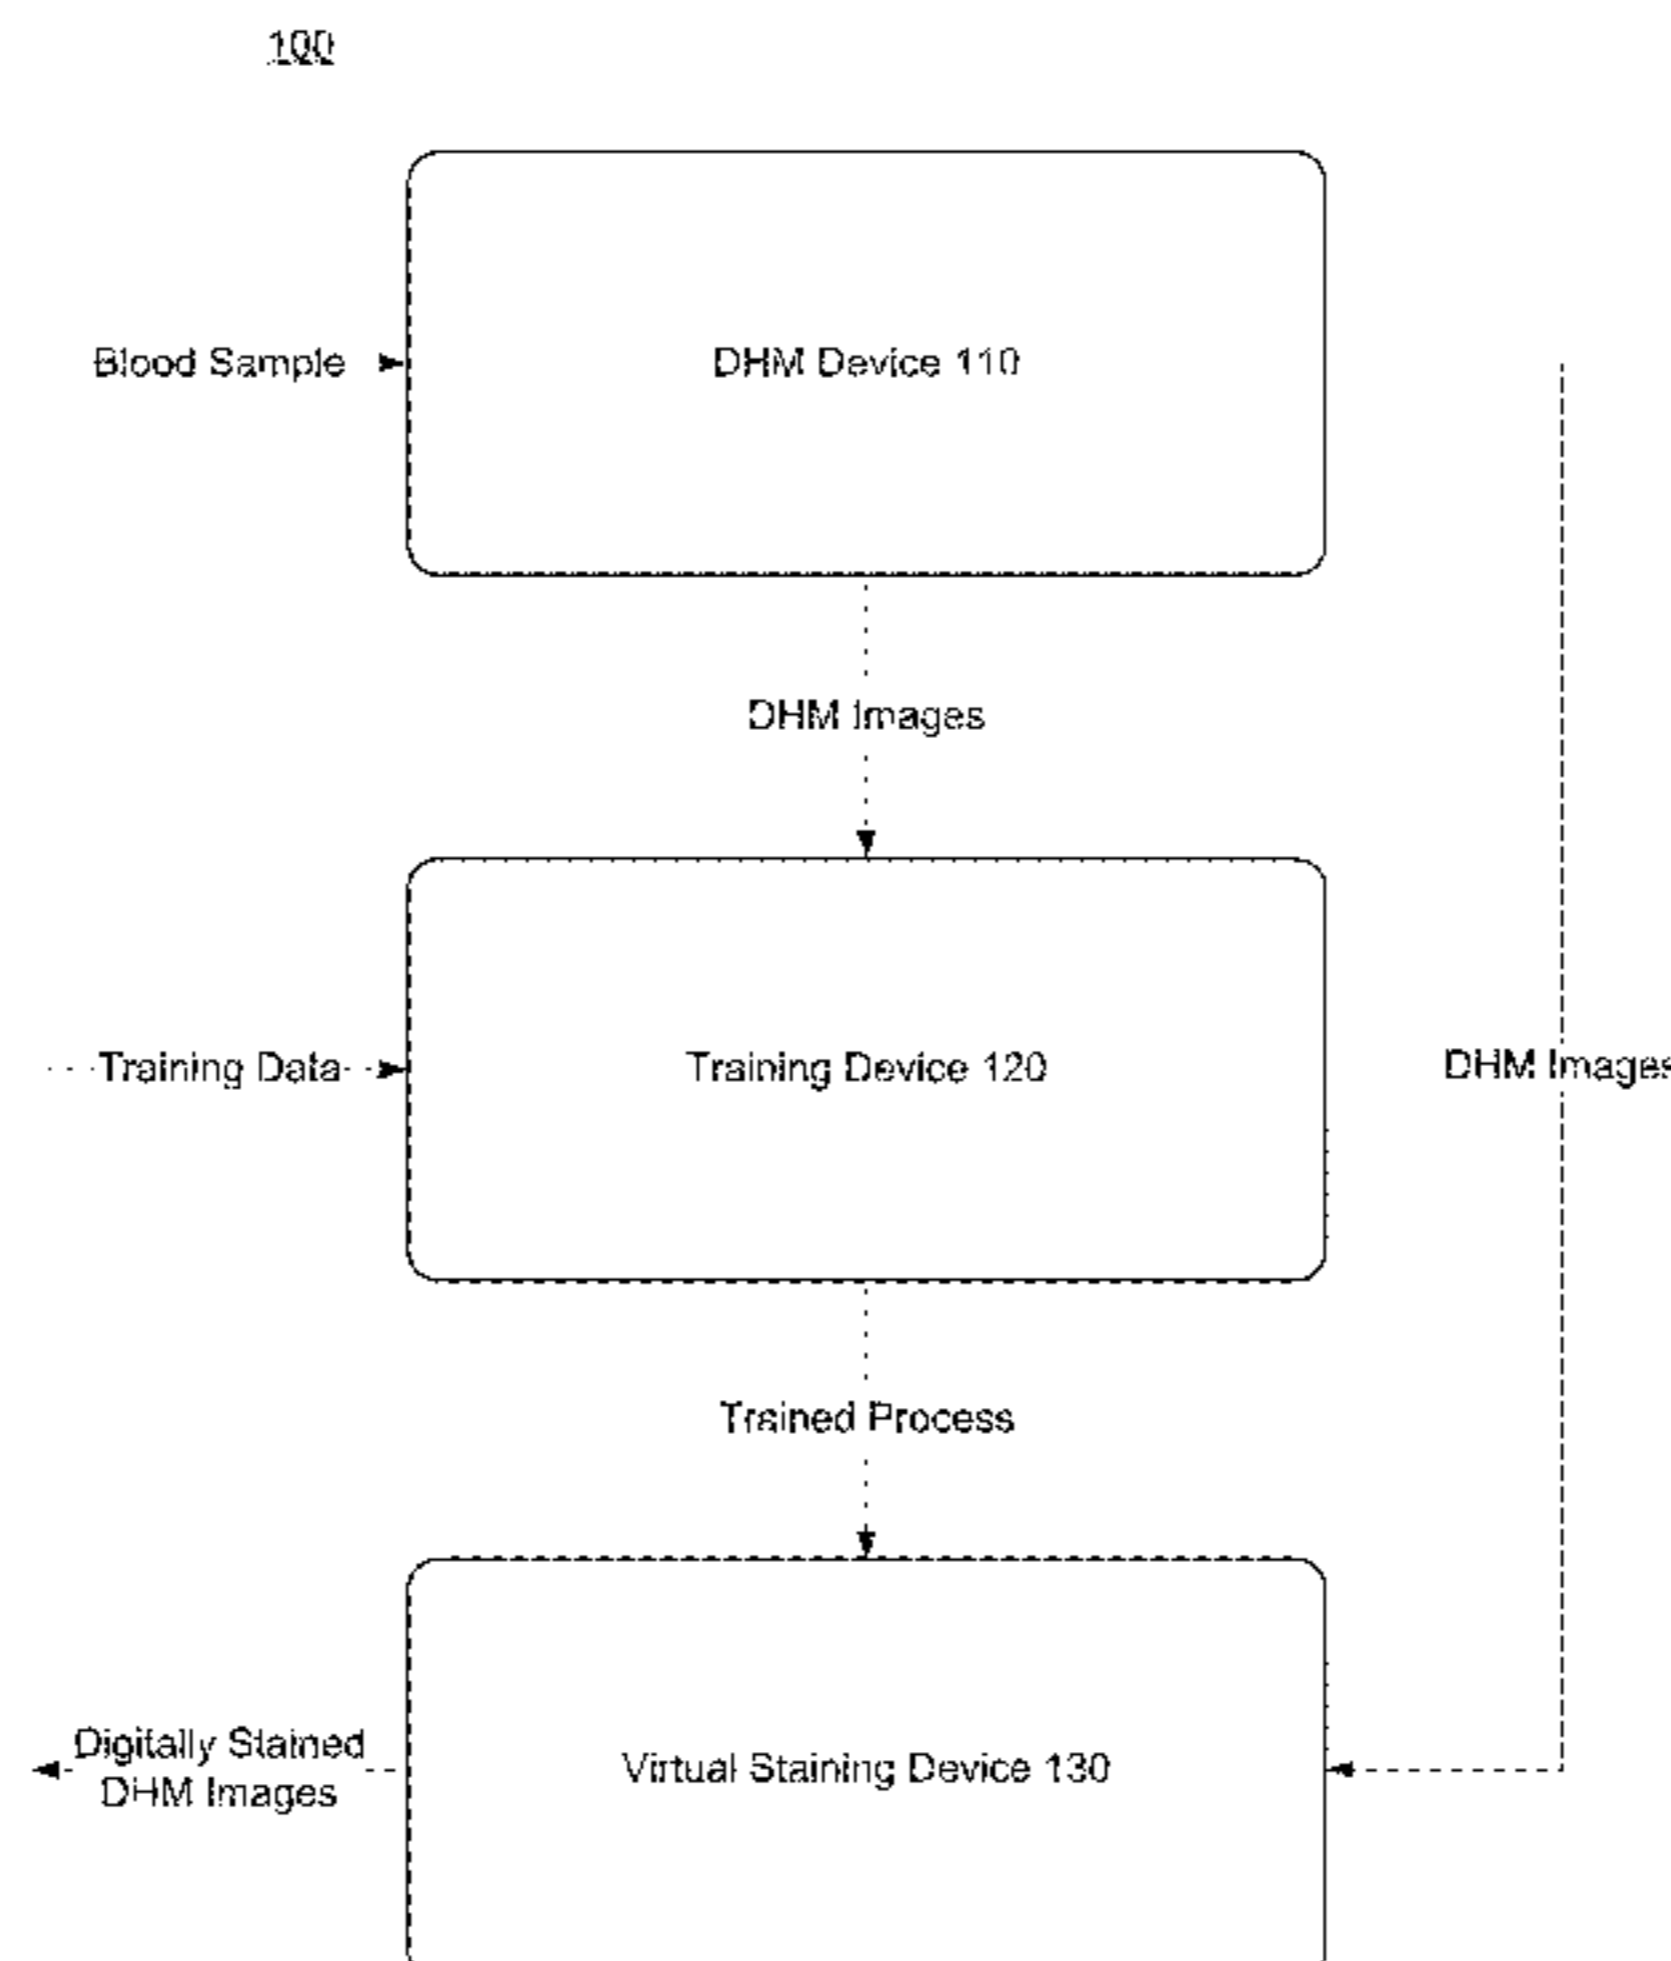 100
Blood Sample
DHM Device 110
DHM Images
Training Data
Training Device 120
DHM Images
Trained Process
Digitally Stained
DHM Images
Virtual Staining Device 130